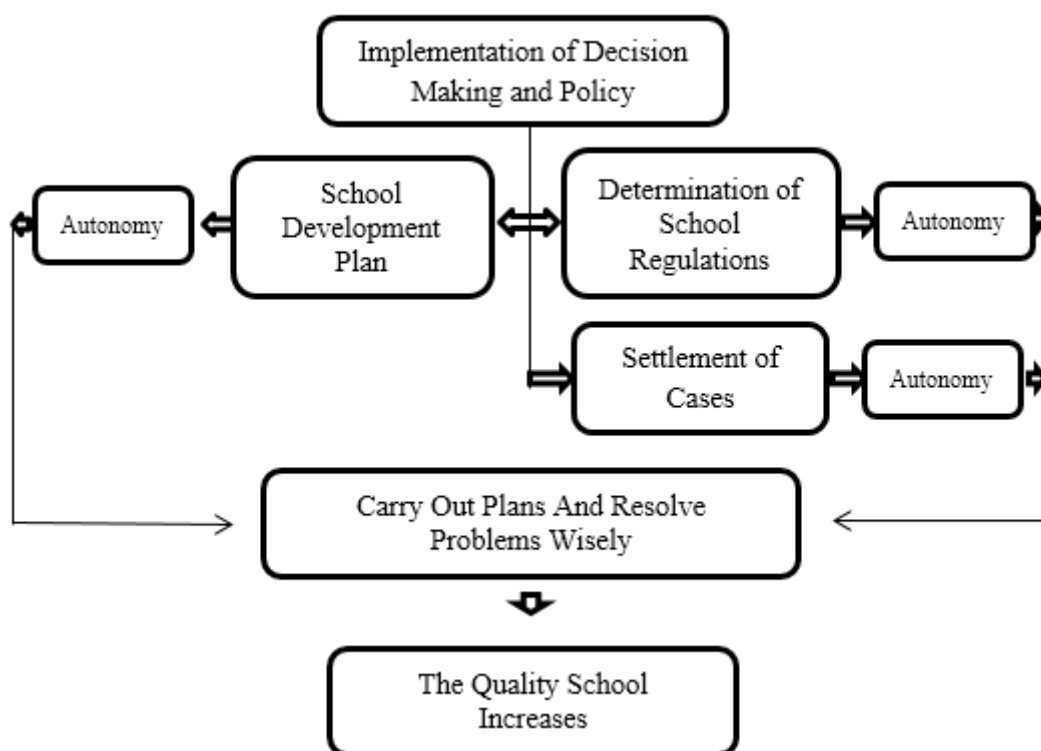 Implementation of Decision
Making and Policy
Autonomy
School
Development
Plan
Determination of
School
Regulations
Autonomy
Settlement of
Cases
Autonomy
Carry Out Plans And Resolve
Problems Wisely
The Quality School
Increases